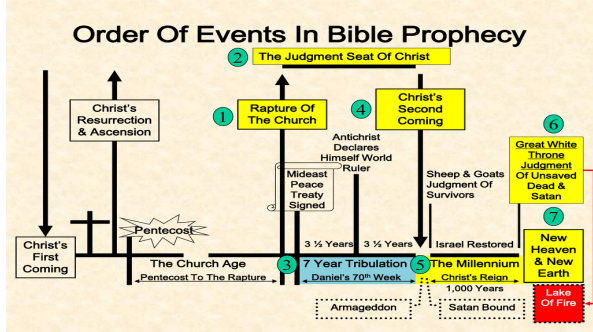 Order Of Events In Bible Prophecy
2
The Judgment Seat Of Christ
Christ's
Resurrection
& Ascension
1
Rapture Of
The Church
4
Christ's
Second
Coming
6
Great White
Throne
Judgment
Of Unsaved
Dead &
Satan
Antichrist
Declares
Himself World
Ruler
Mideast
Peace
Treaty
Signed
Sheep & Goats
Judgment Of
Survivors
Pentecost
7
New
Heaven
& New
Earth
Christ's
First
Coming
3 ½ Years
3 ½ Years
Israel Restored
The Church Age
3
7 Year Tribulation
5
The Millennium
Pentecost To The Rapture
Daniel's 70th Week
Christ's Reign
1,000 Years
Lake
Of Fire
Armageddon
Satan Bound